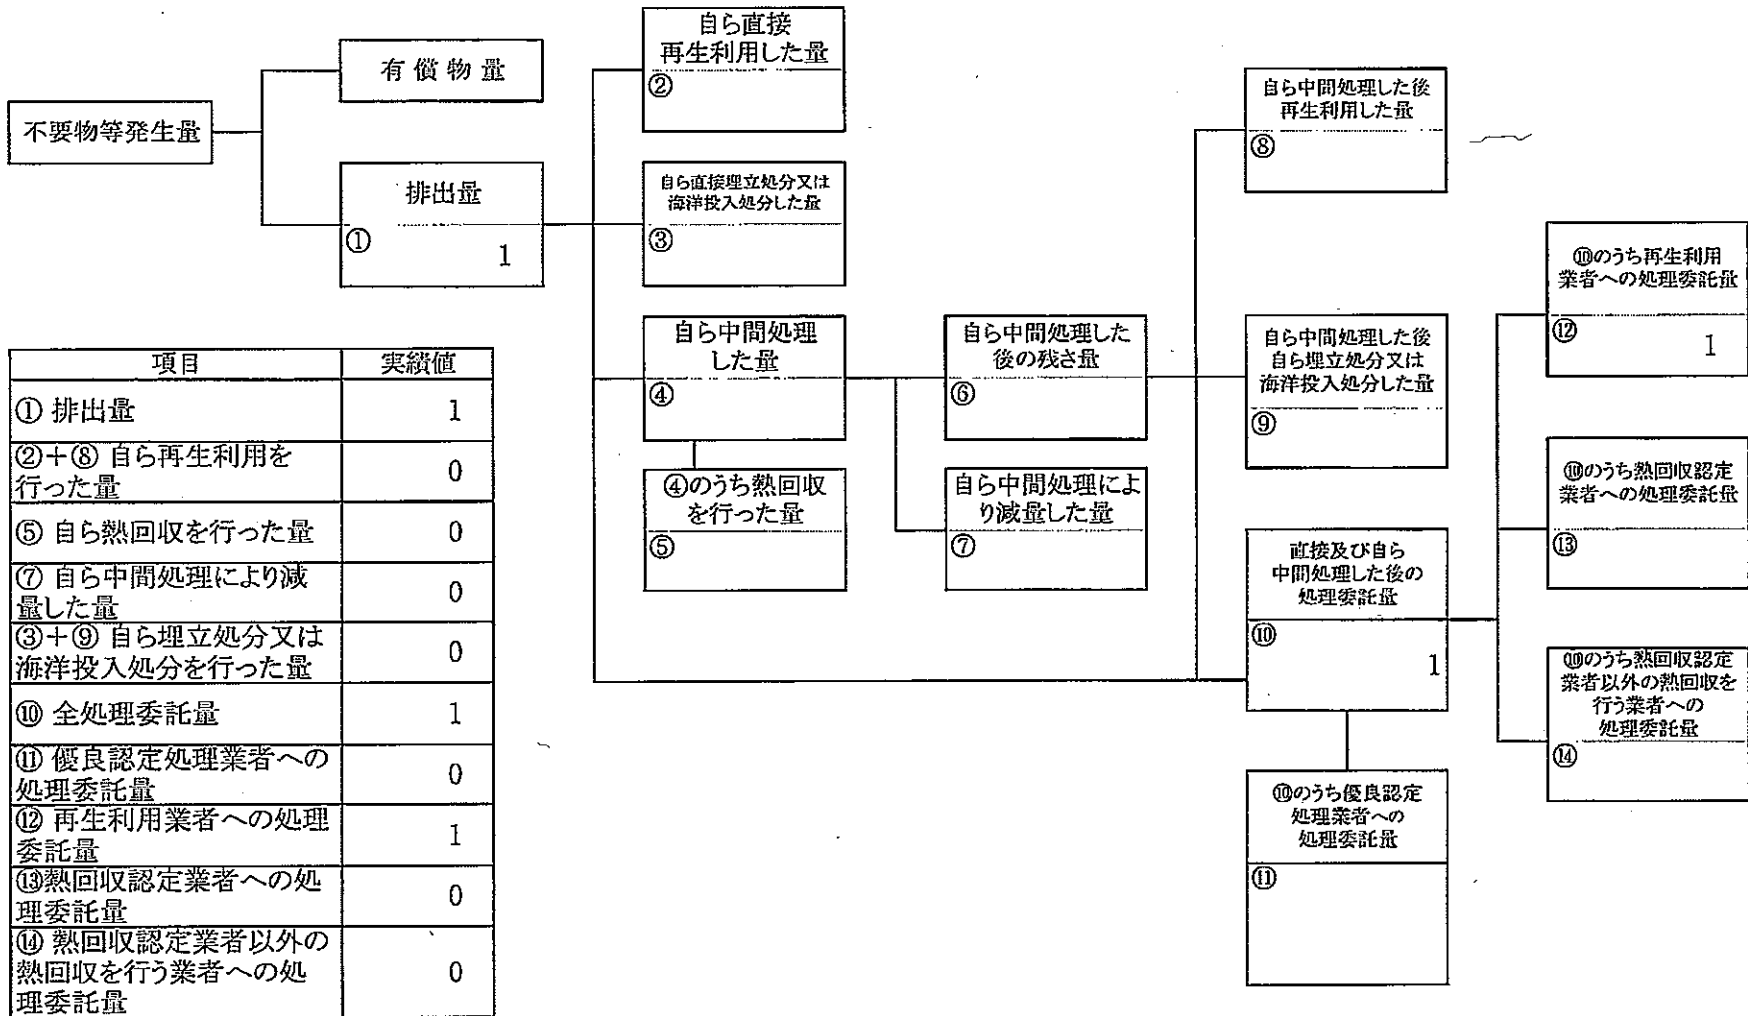 不要物等発生量
有償物量
排出量
①
1
自ら直接
再生利用した量
②
自ら直接埋立処分又は
海洋投入処分した量
③
自ら中間処理
した量
④
④のうち熱回収
を行った量
⑤
自ら中間処理した
後の残さ量
⑥
自ら中間処理によ
り減量した量
⑦
自ら中間処理した後
再生利用した量
⑧
自ら中間処理した後
自ら埋立処分又は
海洋投入処分した量
⑨
直接及び自ら
中間処理した後の
処理委託量
⑩
1
⑩のうち優良認定
処理業者への
処理委託量
⑪
⑩のうち再生利用
業者への処理委託量
⑫
1
⑩のうち熱回収認定
業者への処理委託量
⑬
⑩のうち熱回収認定
業者以外の熱回収を
行う業者への
処理委託量
⑭
項目 実績値
① 排出量 1
②+⑧ 自ら再生利用を
行った量 0
⑤ 自ら熱回収を行った量 0
⑦ 自ら中間処理により減
量した量 0
③+⑨ 自ら埋立処分又は
海洋投入処分を行った量 0
⑩ 全処理委託量 1
⑪ 優良認定処理業者への
処理委託量 0
⑫ 再生利用業者への処理
委託量 1
⑬熱回収認定業者への処
理委託量 0
⑭ 熱回収認定業者以外の
熱回収を行う業者への処
理委託量 0